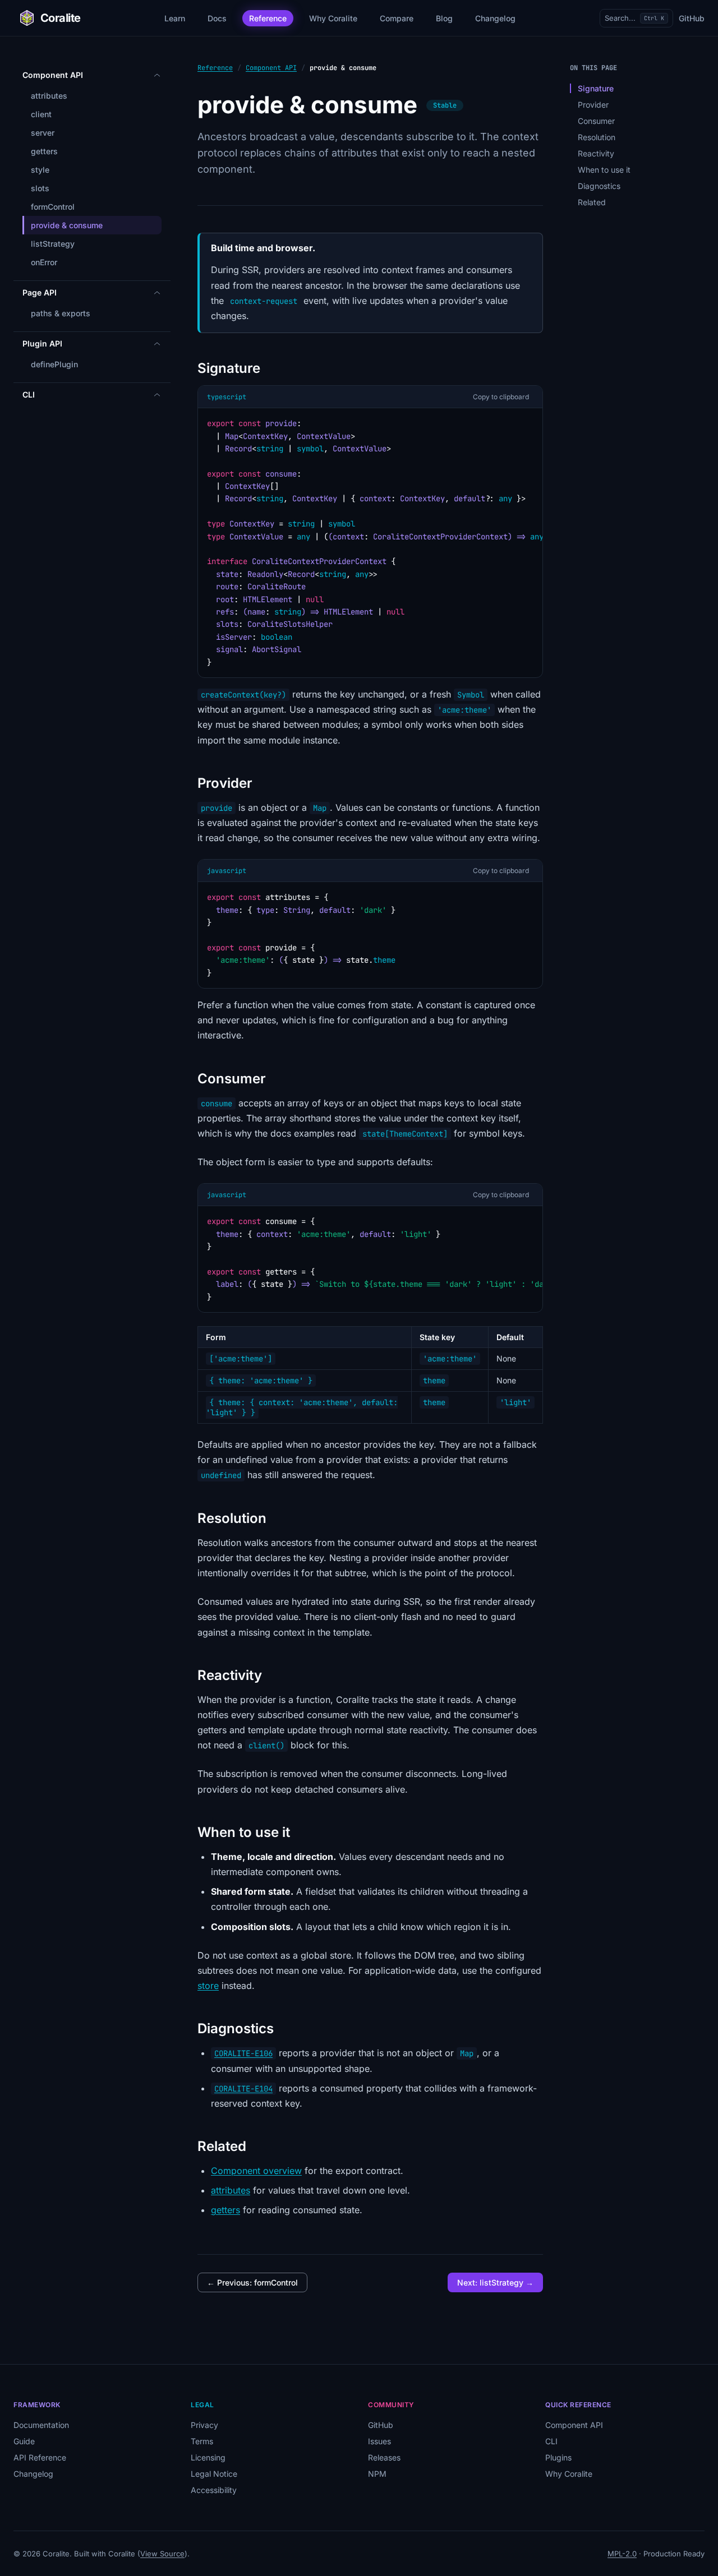 Coralite
Learn
Docs
Reference
Why Coralite
Compare
Blog
Changelog
Search... Ctrl K
GitHub
Component API
attributes
client
server
getters
style
slots
formControl
provide & consume
listStrategy
onError
Page API
paths & exports
Plugin API
definePlugin
CLI
Reference / Component API / provide & consume
provide & consume Stable
Ancestors broadcast a value, descendants subscribe to it. The context
protocol replaces chains of attributes that exist only to reach a nested
component.
Build time and browser.
During SSR, providers are resolved into context frames and consumers
read from the nearest ancestor. In the browser the same declarations use
the context-request event, with live updates when a provider's value
changes.
Signature
typescript Copy to clipboard
export const provide:
| Map<ContextKey, ContextValue>
| Record<string | symbol, ContextValue>
export const consume:
| ContextKey[]
| Record<string, ContextKey | { context: ContextKey, default?: any }>
type ContextKey = string | symbol
type ContextValue = any | ((context: CoraliteContextProviderContext) => any
interface CoraliteContextProviderContext {
state: Readonly<Record<string, any>>
route: CoraliteRoute
root: HTMLElement | null
refs: (name: string) => HTMLElement | null
slots: CoraliteSlotsHelper
isServer: boolean
signal: AbortSignal
}
createContext(key?) returns the key unchanged, or a fresh Symbol when called
without an argument. Use a namespaced string such as 'acme:theme' when the
key must be shared between modules; a symbol only works when both sides
import the same module instance.
Provider
provide is an object or a Map. Values can be constants or functions. A function
is evaluated against the provider's context and re-evaluated when the state keys
it read change, so the consumer receives the new value without any extra wiring.
javascript Copy to clipboard
export const attributes = {
theme: { type: String, default: 'dark' }
}
export const provide = {
'acme:theme': ({ state }) => state.theme
}
Prefer a function when the value comes from state. A constant is captured once
and never updates, which is fine for configuration and a bug for anything
interactive.
Consumer
consume accepts an array of keys or an object that maps keys to local state
properties. The array shorthand stores the value under the context key itself,
which is why the docs examples read state[ThemeContext] for symbol keys.
The object form is easier to type and supports defaults:
javascript Copy to clipboard
export const consume = {
theme: { context: 'acme:theme', default: 'light' }
}
export const getters = {
label: ({ state }) => `Switch to ${state.theme === 'dark' ? 'light' : 'da
}
Form State key Default
['acme:theme'] 'acme:theme' None
{ theme: 'acme:theme' } theme None
{ theme: { context: 'acme:theme', default: theme 'light'
'light' } }
Defaults are applied when no ancestor provides the key. They are not a fallback
for an undefined value from a provider that exists: a provider that returns
undefined has still answered the request.
Resolution
Resolution walks ancestors from the consumer outward and stops at the nearest
provider that declares the key. Nesting a provider inside another provider
intentionally overrides it for that subtree, which is the point of the protocol.
Consumed values are hydrated into state during SSR, so the first render already
sees the provided value. There is no client-only flash and no need to guard
against a missing context in the template.
Reactivity
When the provider is a function, Coralite tracks the state it reads. A change
notifies every subscribed consumer with the new value, and the consumer's
getters and template update through normal state reactivity. The consumer does
not need a client() block for this.
The subscription is removed when the consumer disconnects. Long-lived
providers do not keep detached consumers alive.
When to use it
• Theme, locale and direction. Values every descendant needs and no
intermediate component owns.
• Shared form state. A fieldset that validates its children without threading a
controller through each one.
• Composition slots. A layout that lets a child know which region it is in.
Do not use context as a global store. It follows the DOM tree, and two sibling
subtrees does not mean one value. For application-wide data, use the configured
store instead.
Diagnostics
• CORALITE-E106 reports a provider that is not an object or Map, or a
consumer with an unsupported shape.
• CORALITE-E104 reports a consumed property that collides with a framework-
reserved context key.
Related
• Component overview for the export contract.
• attributes for values that travel down one level.
• getters for reading consumed state.
← Previous: formControl
Next: listStrategy →
ON THIS PAGE
Signature
Provider
Consumer
Resolution
Reactivity
When to use it
Diagnostics
Related
FRAMEWORK
Documentation
Guide
API Reference
Changelog
LEGAL
Privacy
Terms
Licensing
Legal Notice
Accessibility
COMMUNITY
GitHub
Issues
Releases
NPM
QUICK REFERENCE
Component API
CLI
Plugins
Why Coralite
© 2026 Coralite. Built with Coralite (View Source).
MPL-2.0 · Production Ready